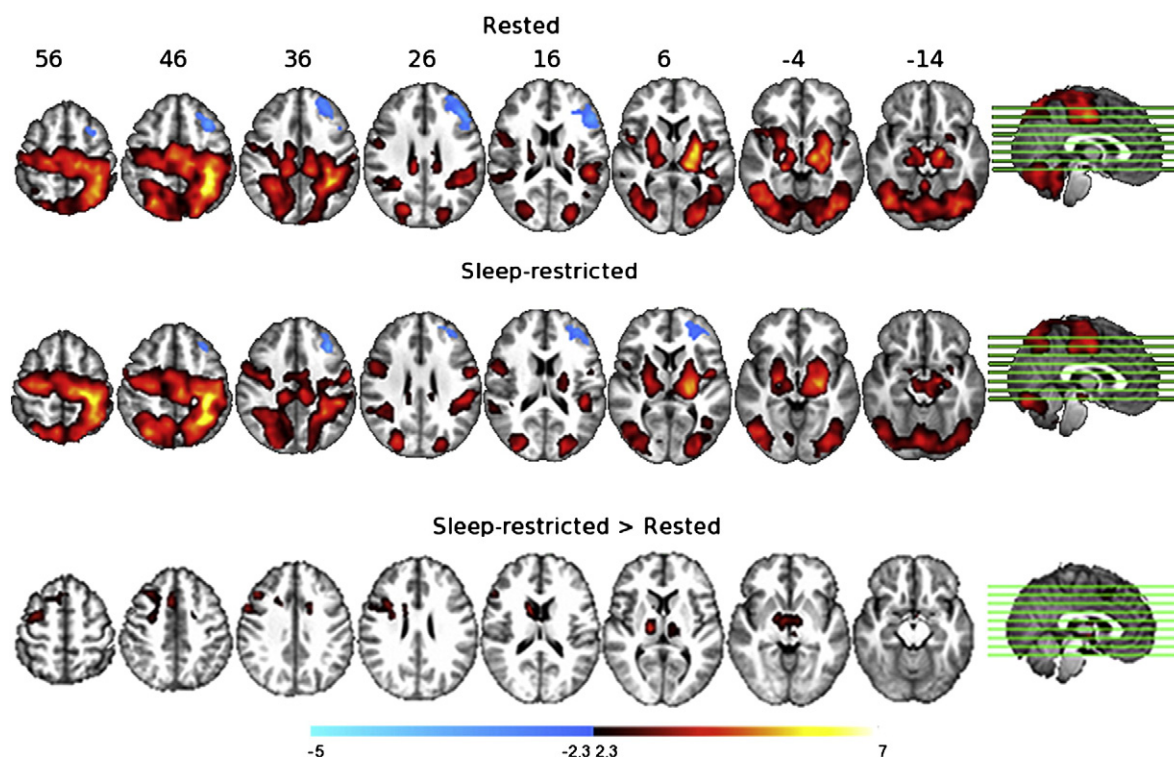 Rested
56 46 36 26 16 6 -4 -14
Sleep-restricted
Sleep-restricted > Rested
-5 -2.3 2.3 7